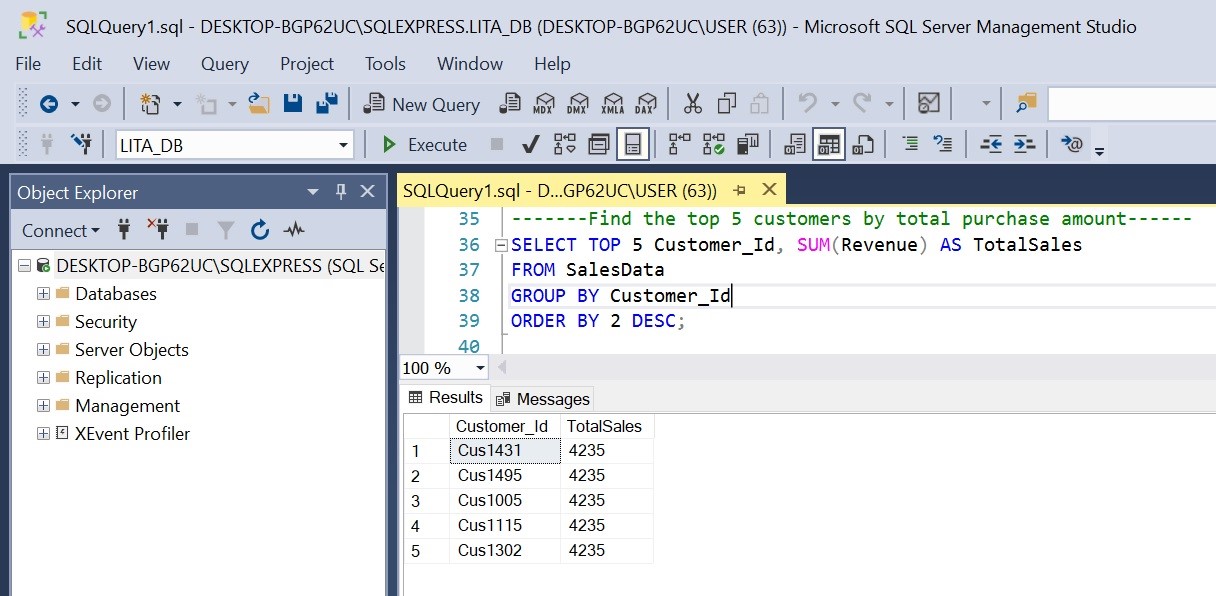 SQLQuery1.sql - DESKTOP-BGP62UC\SQLEXPRESS.LITA_DB (DESKTOP-BGP62UC\USER (63)) - Microsoft SQL Server Management Studio
File Edit View Query Project Tools Window Help
New Query MDX DMX XMLA DAX
LITA_DB Execute
Object Explorer
Connect
DESKTOP-BGP62UC\SQLEXPRESS (SQL Se
Databases
Security
Server Objects
Replication
Management
XEvent Profiler
SQLQuery1.sql - D...GP62UC\USER (63))
35 -------Find the top 5 customers by total purchase amount------
36 SELECT TOP 5 Customer_Id, SUM(Revenue) AS TotalSales
37 FROM SalesData
38 GROUP BY Customer_Id
39 ORDER BY 2 DESC;
40
100 %
Results Messages
Customer_Id TotalSales
1 Cus1431 4235
2 Cus1495 4235
3 Cus1005 4235
4 Cus1115 4235
5 Cus1302 4235